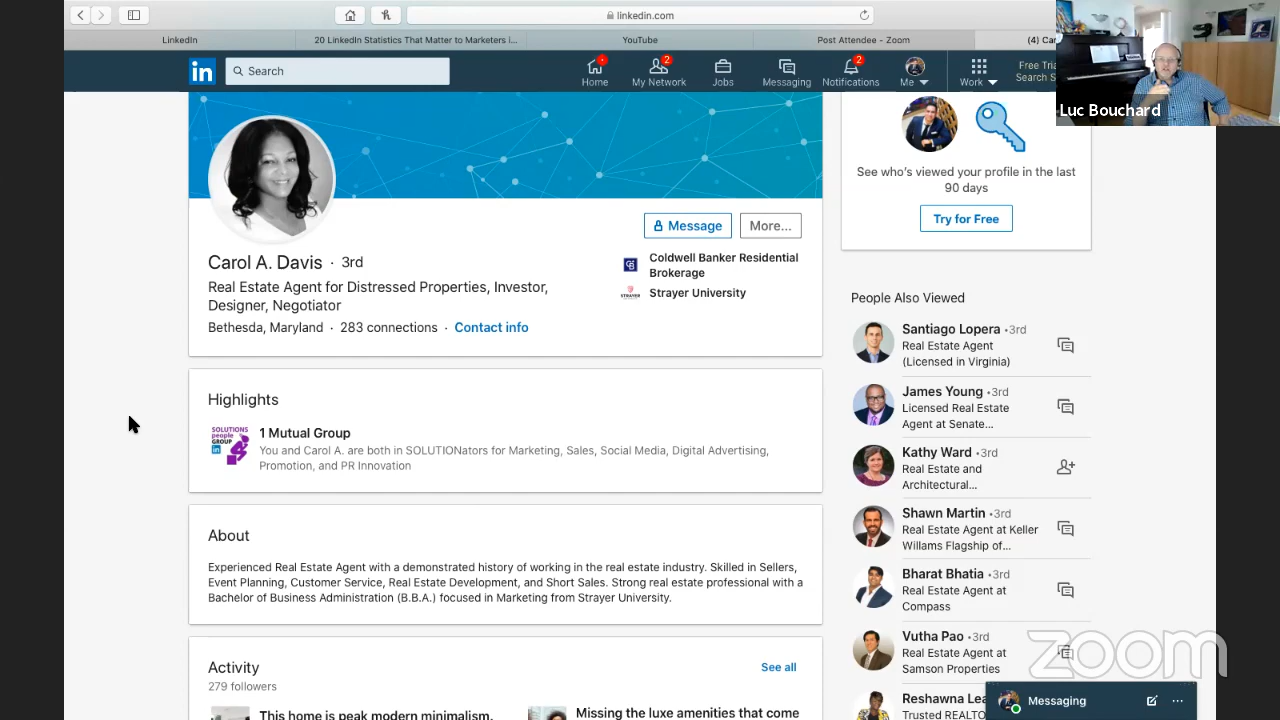 linkedin.com
LinkedIn
20 LinkedIn Statistics That Matter to Marketers i...
YouTube
Post Attendee - Zoom
(4) Car
in
Search
Home
2
My Network
Jobs
Messaging
2
Notifications
Me
Work
Free Tria
Search S
Luc Bouchard
Message
More...
Carol A. Davis · 3rd
Real Estate Agent for Distressed Properties, Investor,
Designer, Negotiator
Bethesda, Maryland · 283 connections · Contact info
Coldwell Banker Residential
Brokerage
STRAYER
Strayer University
Highlights
SOLUTIONS
people
GROUP
in
1 Mutual Group
You and Carol A. are both in SOLUTIONators for Marketing, Sales, Social Media, Digital Advertising,
Promotion, and PR Innovation
About
Experienced Real Estate Agent with a demonstrated history of working in the real estate industry. Skilled in Sellers,
Event Planning, Customer Service, Real Estate Development, and Short Sales. Strong real estate professional with a
Bachelor of Business Administration (B.B.A.) focused in Marketing from Strayer University.
Activity
See all
279 followers
This home is peak modern minimalism.
Missing the luxe amenities that come
See who's viewed your profile in the last
90 days
Try for Free
People Also Viewed
Santiago Lopera •3rd
Real Estate Agent
(Licensed in Virginia)
James Young •3rd
Licensed Real Estate
Agent at Senate...
Kathy Ward •3rd
Real Estate and
Architectural...
Shawn Martin •3rd
Real Estate Agent at Keller
Willams Flagship of...
Bharat Bhatia •3rd
Real Estate Agent at
Compass
Vutha Pao •3rd
Real Estate Agent at
Samson Properties
Reshawna Lea
Trusted REALTO
Messaging
zoom